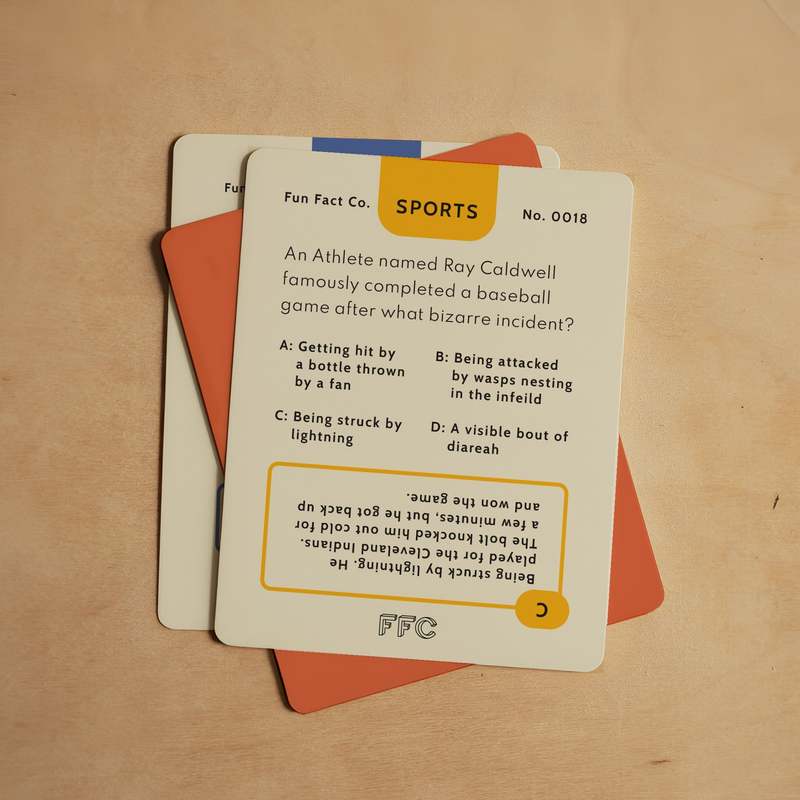 Fun Fact Co.
SPORTS
No. 0018
An Athlete named Ray Caldwell
famously completed a baseball
game after what bizarre incident?
A: Getting hit by
a bottle thrown
by a fan
B: Being attacked
by wasps nesting
in the infeild
C: Being struck by
lightning
D: A visible bout of
diareah
C
Being struck by lightning. He
played for the Cleveland Indians.
The bolt knocked him out cold for
a few minutes, but he got back up
and won the game.
FFC
Fun